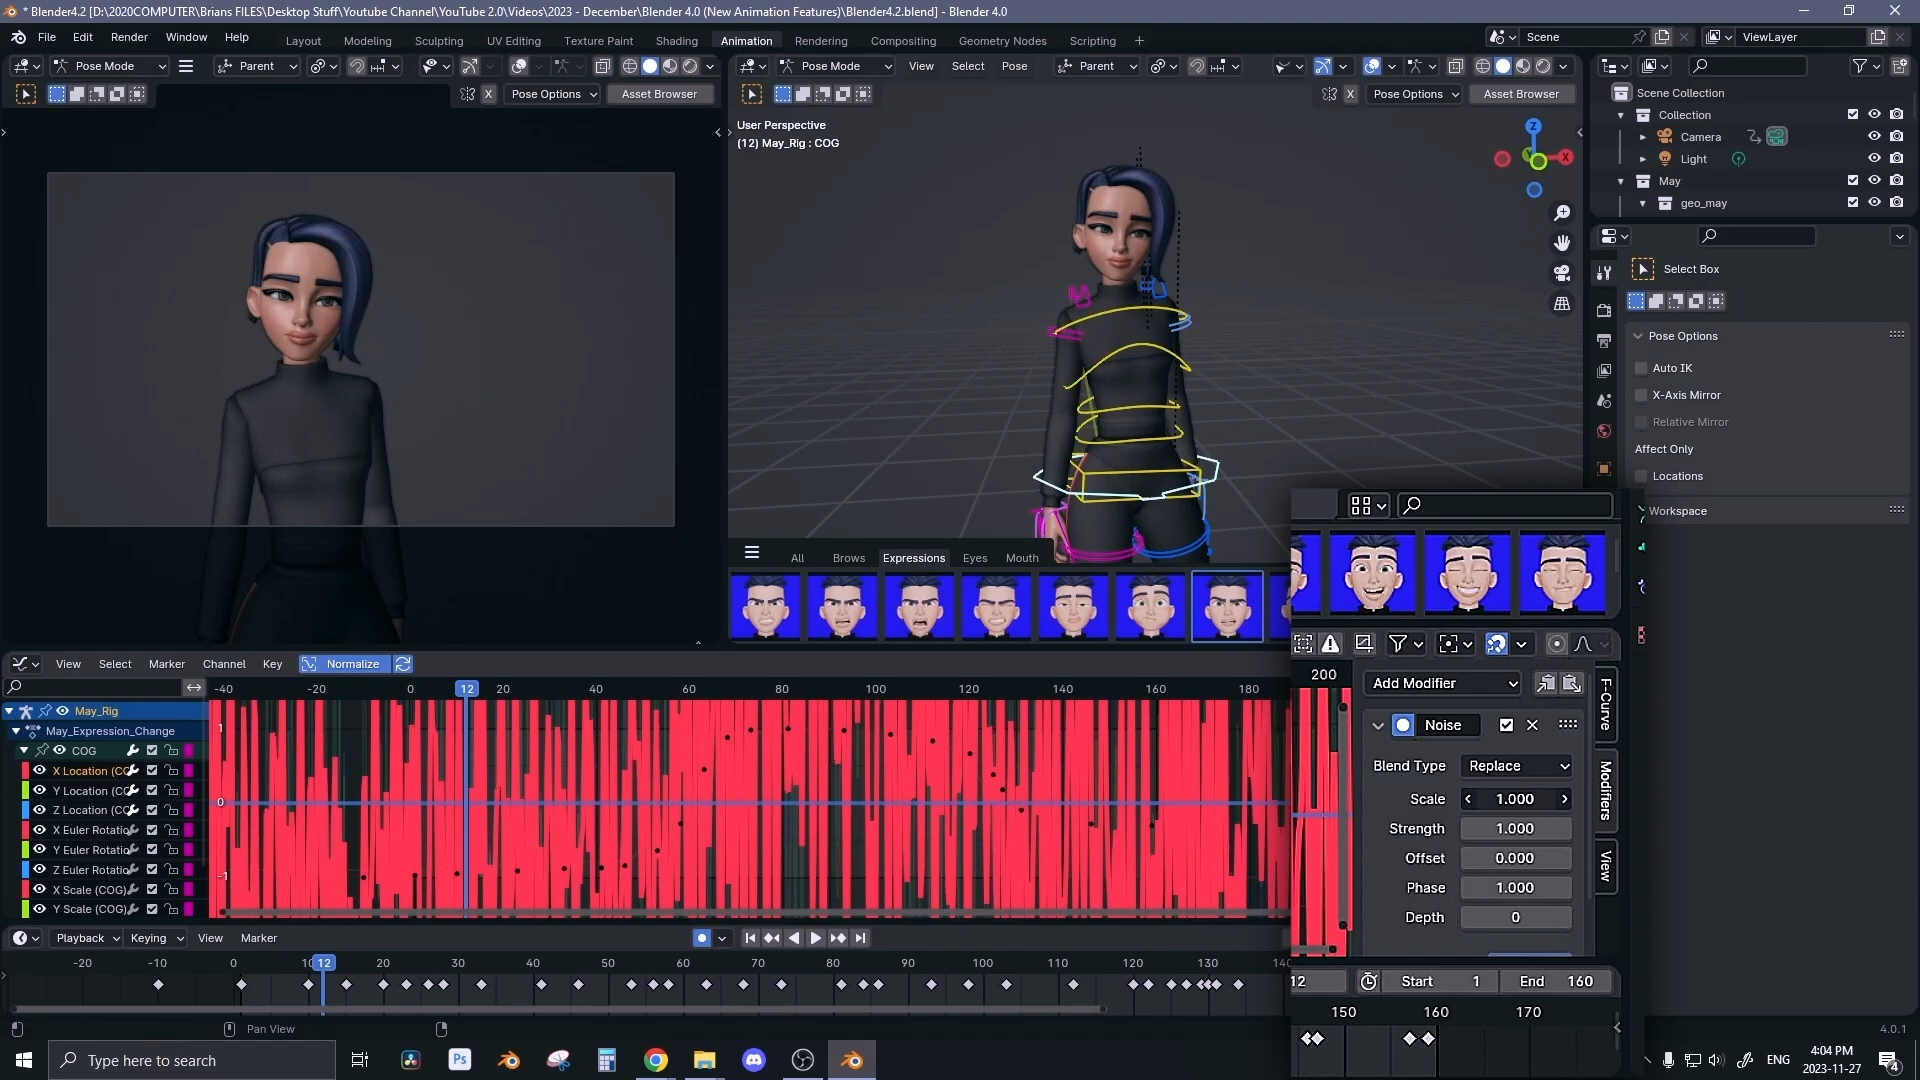 * Blender4.2 [D:\2020COMPUTER\Brians FILES\Desktop Stuff\Youtube Channel\YouTube 2.0\Videos\2023 - December\Blender 4.0 (New Animation Features)\Blender4.2.blend] - Blender 4.0
File Edit Render Window Help
Layout Modeling Sculpting UV Editing Texture Paint Shading Animation Rendering Compositing Geometry Nodes Scripting +
Scene
ViewLayer
Pose Mode
Parent
Pose Mode
View Select Pose
Parent
X
Pose Options
Asset Browser
X
Pose Options
Asset Browser
User Perspective
(12) May_Rig : COG
Z
X
Scene Collection
Collection
Camera
Light
May
geo_may
Select Box
Pose Options
Auto IK
X-Axis Mirror
Relative Mirror
Affect Only
Locations
Workspace
All Brows Expressions Eyes Mouth
View Select Marker Channel Key Normalize
-40 -20 0 12 20 40 60 80 100 120 140 160 180
May_Rig
May_Expression_Change
COG
X Location (CO
Y Location (CO
Z Location (CO
X Euler Rotatio
Y Euler Rotatio
Z Euler Rotatio
X Scale (COG)
Y Scale (COG)
1
0
-1
200
Add Modifier
Noise
Blend Type Replace
Scale 1.000
Strength 1.000
Offset 0.000
Phase 1.000
Depth 0
F-Curve
Modifiers
View
Playback Keying View Marker
-20 -10 0 10 12 20 30 40 50 60 70 80 90 100 110 120 130 140
12 Start 1 End 160
150 160 170
Pan View
4.0.1
Type here to search
Ps
ENG
4:04 PM
2023-11-27
4